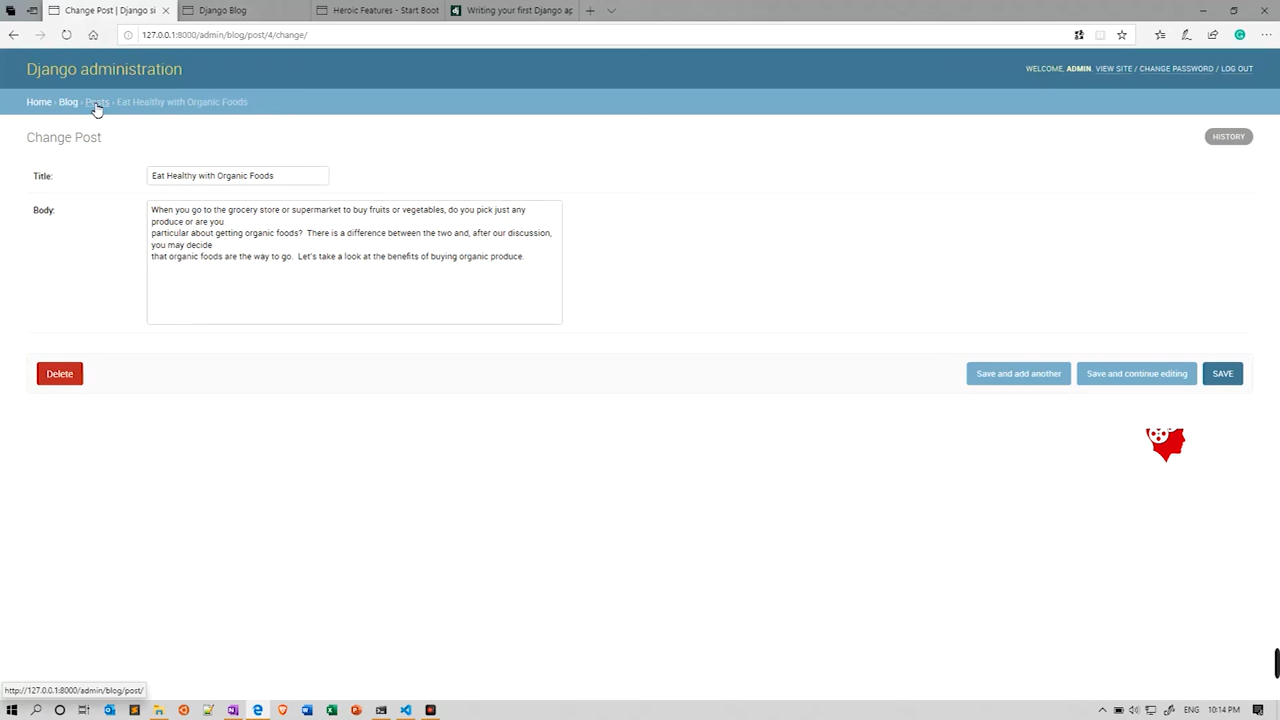 Change Post | Django si
Django Blog
Heroic Features - Start Boot
Writing your first Django ap
127.0.0.1:8000/admin/blog/post/4/change/
Django administration
WELCOME, ADMIN. VIEW SITE / CHANGE PASSWORD / LOG OUT
Home › Blog › Posts › Eat Healthy with Organic Foods
Change Post
HISTORY
Title:
Eat Healthy with Organic Foods
Body:
When you go to the grocery store or supermarket to buy fruits or vegetables, do you pick just any
produce or are you
particular about getting organic foods?  There is a difference between the two and, after our discussion,
you may decide
that organic foods are the way to go.  Let's take a look at the benefits of buying organic produce.
Delete
Save and add another
Save and continue editing
SAVE
http://127.0.0.1:8000/admin/blog/post/
10:14 PM